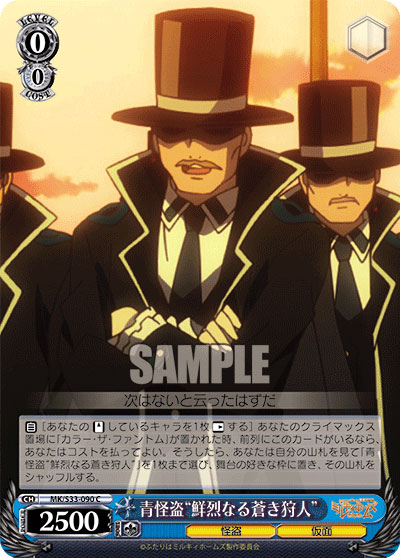 LEVEL
0
0
COST
SAMPLE
次はないと云ったはずだ
[あなたの しているキャラを1枚 する] あなたのクライマックス
置場に「カラー・ザ・ファントム」が置かれた時、前列にこのカードがいるなら、
あなたはコストを払ってよい。そうしたら、あなたは自分の山札を見て「青
怪盗“鮮烈なる蒼き狩人”」を1枚まで選び、舞台の好きな枠に置き、その山札を
シャッフルする。
CH MK/S33-090 C
POWER
2500
青怪盗“鮮烈なる蒼き狩人”
怪盗
仮面
©ふたりはミルキィホームズ製作委員会